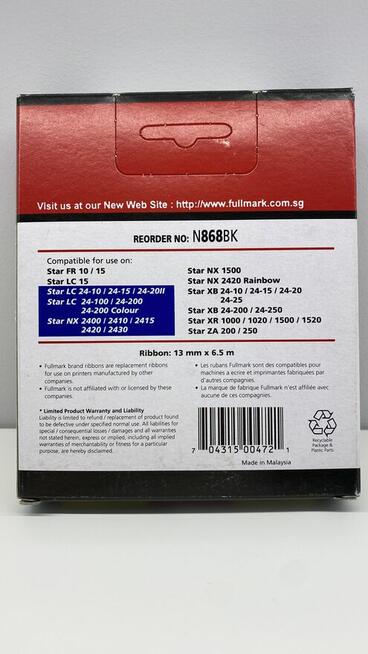 Visit us at our New Web Site : http://www.fullmark.com.sg
REORDER NO: N868BK
Compatible for use on:
Star FR 10 / 15
Star LC 15
Star LC 24-10 / 24-15 / 24-20II
Star LC 24-100 / 24-200
24-200 Colour
Star NX 2400 / 2410 / 2415
2420 / 2430
Star NX 1500
Star NX 2420 Rainbow
Star XB 24-10 / 24-15 / 24-20
24-25
Star XB 24-200 / 24-250
Star XR 1000 / 1020 / 1500 / 1520
Star ZA 200 / 250
Ribbon: 13 mm x 6.5 m
• Fullmark brand ribbons are replacement ribbons
for use on printers manufactured by other
companies.
• Fullmark is not affiliated with or licensed by these
companies.
• Les rubans Fullmark sont des compatibles pour
machines a ecrire et imprimantes fabriquées par
d'autres compagnies.
• La marque de fabrique Fullmark n'est affiliée avec
aucune de ces compagnies.
* Limited Product Warranty and Liability
Liability is limited to refund / replacement of product found
to be defective under specified normal use. All liabilities for
special / consequential losses / damages and all warranties
not stated herein, express or implied, including all implied
warranties of merchantability or fitness for a particular
purpose, are hereby disclaimed.
7 04315 00472 1
Made in Malaysia
Recyclable
Package &
Plastic Parts